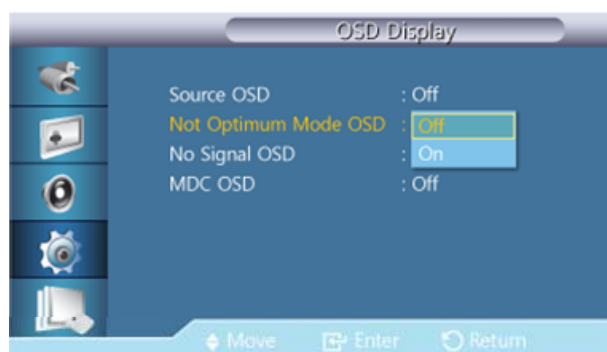 OSD Display
Source OSD : Off
Not Optimum Mode OSD : Off
No Signal OSD : On
MDC OSD : Off
Move Enter Return